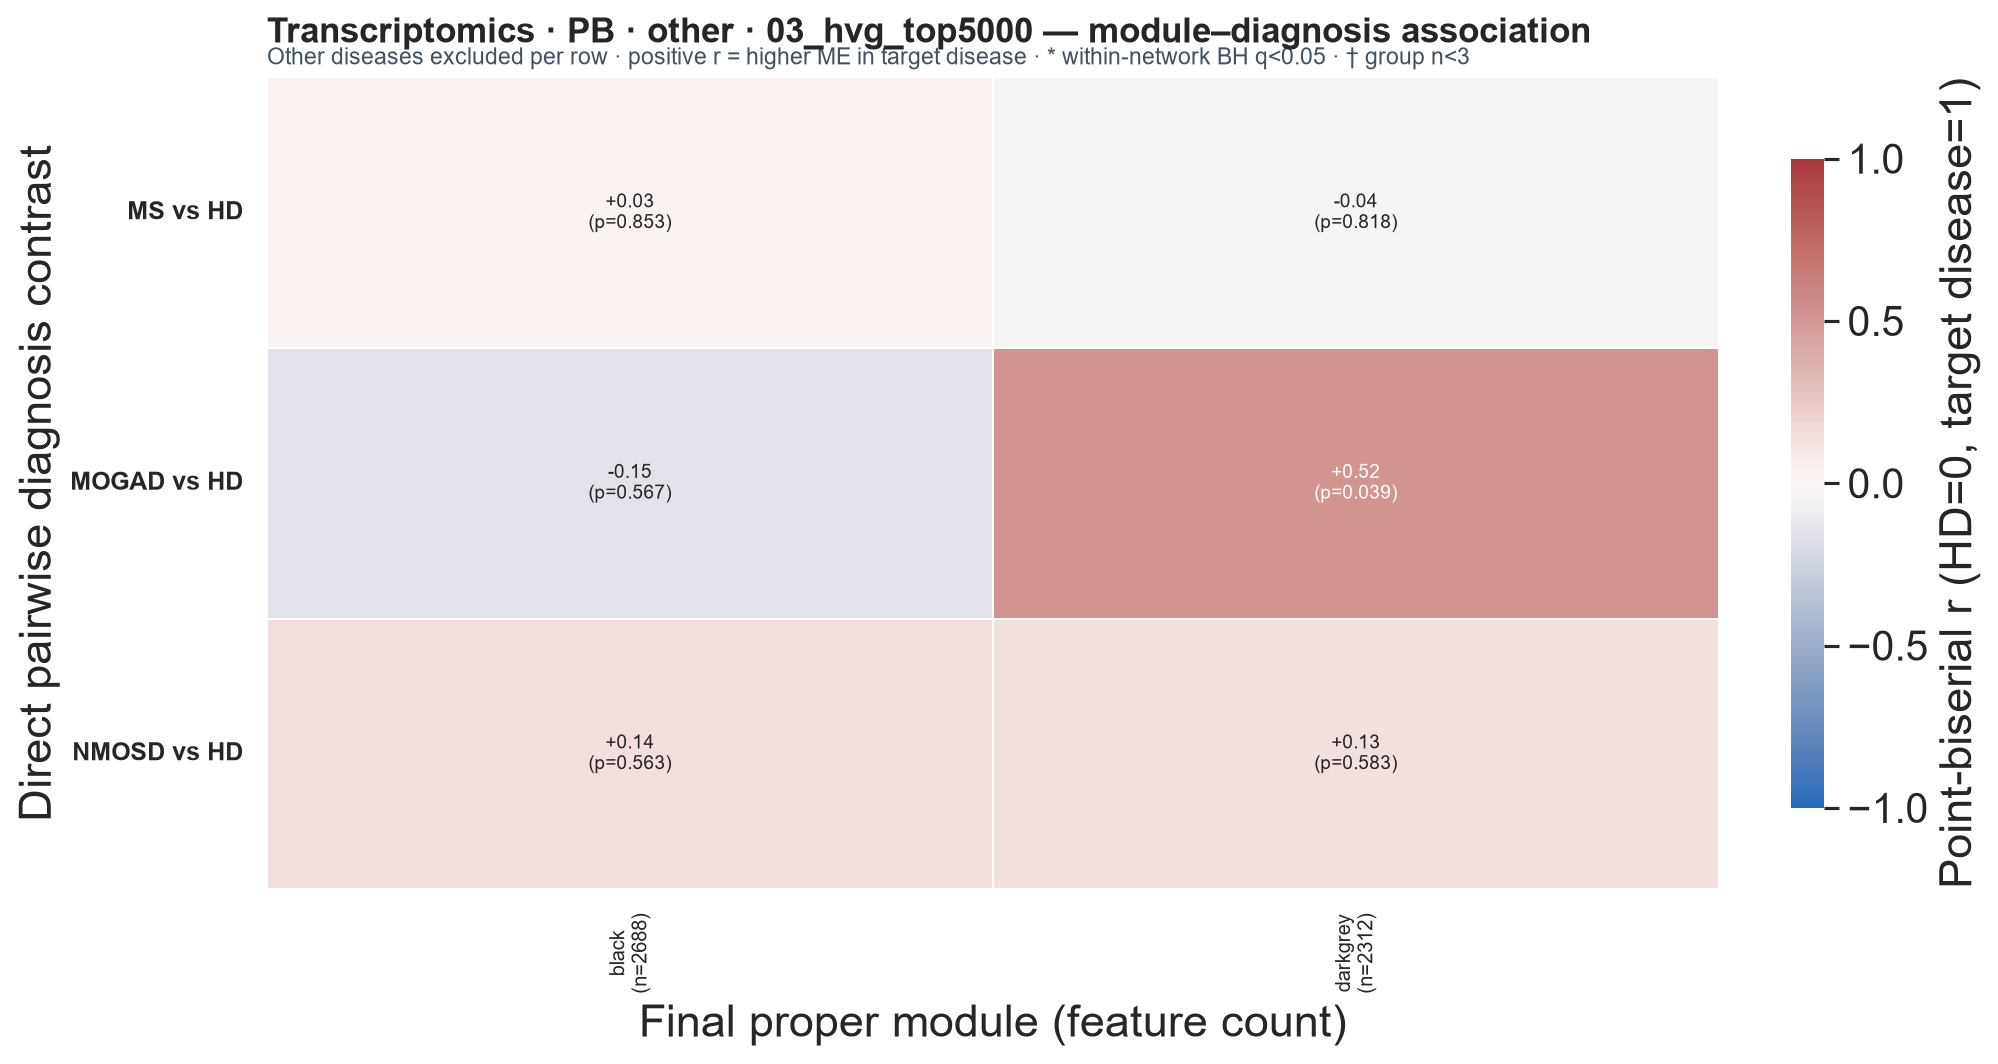 Transcriptomics · PB · other · 03_hvg_top5000 — module–diagnosis association
Other diseases excluded per row · positive r = higher ME in target disease · * within-network BH q<0.05 · † group n<3
Direct pairwise diagnosis contrast
MS vs HD
+0.03
(p=0.853)
-0.04
(p=0.818)
MOGAD vs HD
-0.15
(p=0.567)
+0.52
(p=0.039)
NMOSD vs HD
+0.14
(p=0.563)
+0.13
(p=0.583)
black
(n=2688)
darkgrey
(n=2312)
Final proper module (feature count)
1.0
0.5
0.0
−0.5
−1.0
Point-biserial r (HD=0, target disease=1)